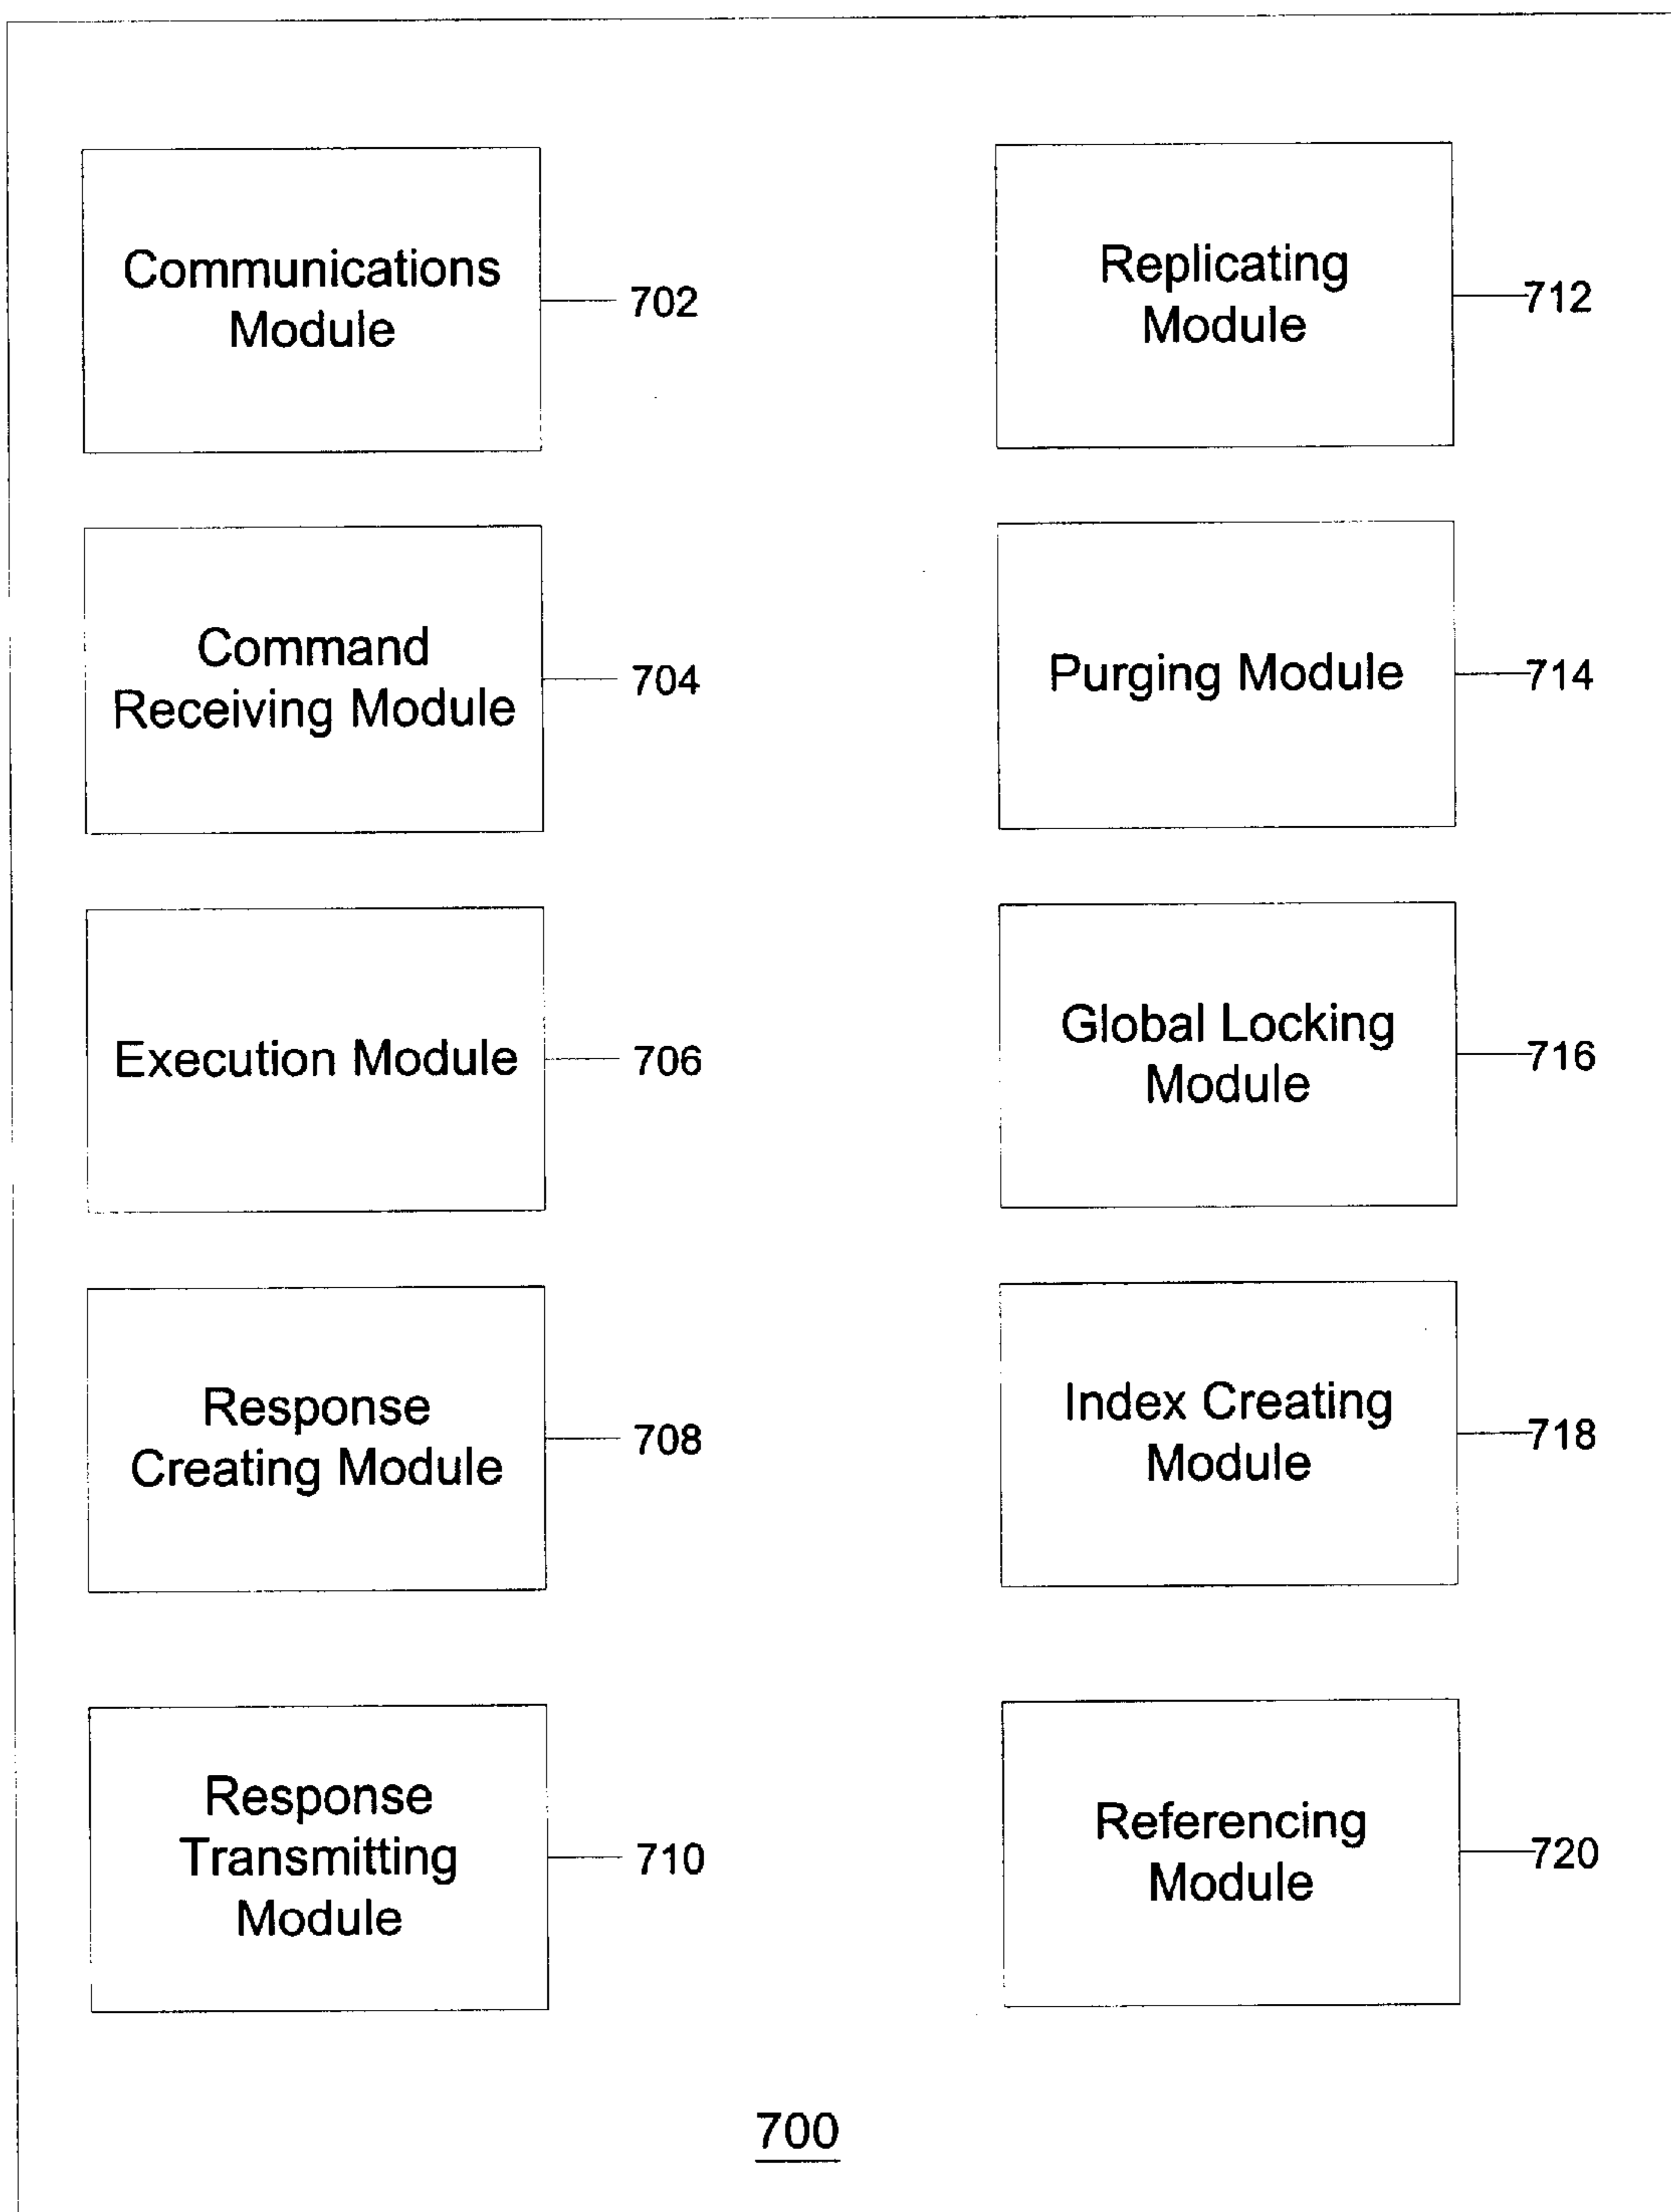 Communications
Module
702
Command
Receiving Module
704
Execution Module
706
Response
Creating Module
708
Response
Transmitting
Module
710
Replicating
Module
712
Purging Module
714
Global Locking
Module
716
Index Creating
Module
718
Referencing
Module
720
700